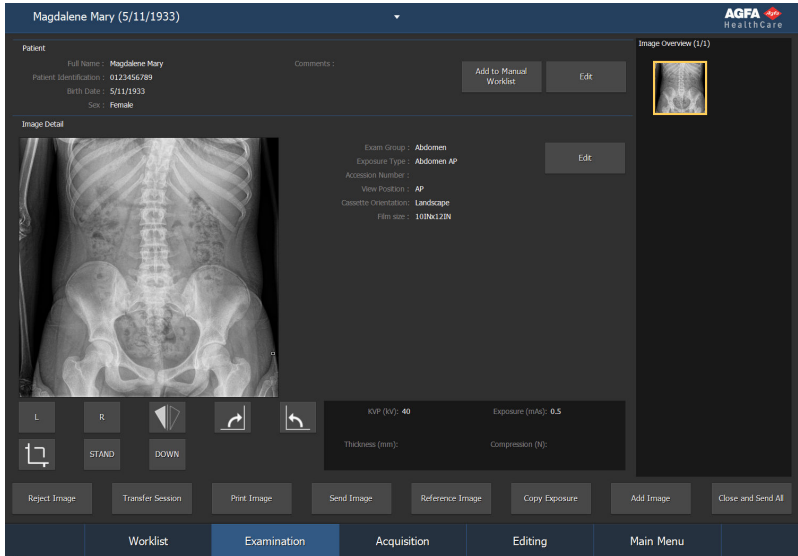 Magdalene Mary (5/11/1933)
AGFA
HealthCare
Patient
Full Name : Magdalene Mary
Patient Identification : 0123456789
Birth Date : 5/11/1933
Sex : Female
Comments :
Add to Manual
Worklist
Edit
Image Overview (1/1)
Image Detail
Exam Group : Abdomen
Exposure Type : Abdomen AP
Accession Number :
View Position : AP
Cassette Orientation: Landscape
Film size : 10INx12IN
Edit
L
R
STAND
DOWN
KVP (kV): 40
Exposure (mAs): 0.5
Thickness (mm):
Compression (N):
Reject Image
Transfer Session
Print Image
Send Image
Reference Image
Copy Exposure
Add Image
Close and Send All
Worklist
Examination
Acquisition
Editing
Main Menu